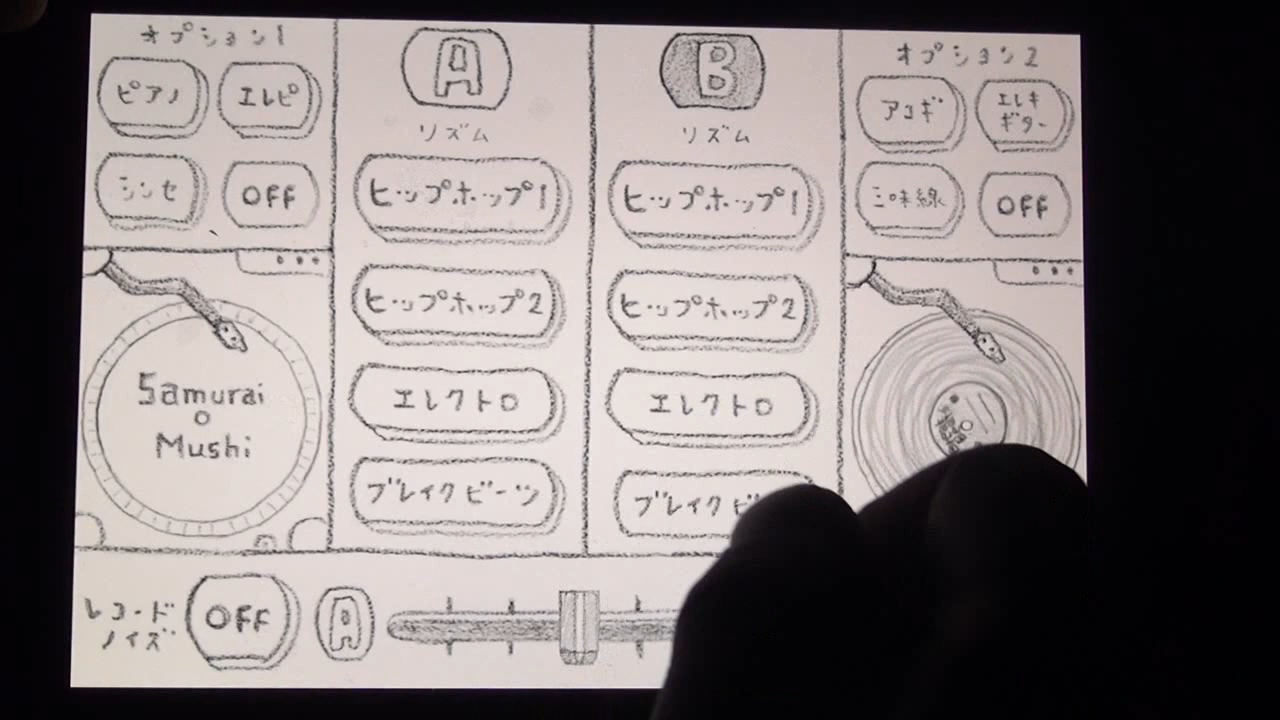 オプション1
ピアノ
エレピ
シンセ
OFF
Samurai
o
Mushi
A
リズム
ヒップホップ1
ヒップホップ2
エレクトロ
ブレイクビーツ
B
リズム
ヒップホップ1
ヒップホップ2
エレクトロ
ブレイクビ
オプション2
アコギ
エレキ
ギター
三味線
OFF
レコード
ノイズ
OFF
A